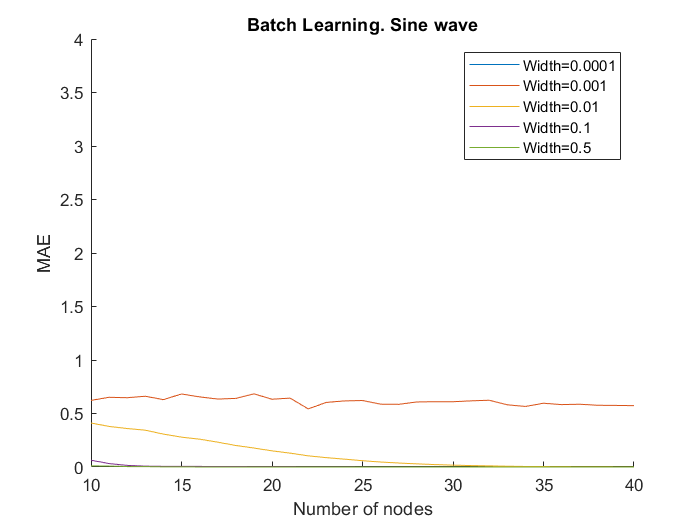 Batch Learning. Sine wave
4
3.5
3
2.5
2
1.5
1
0.5
0
MAE
Width=0.0001
Width=0.001
Width=0.01
Width=0.1
Width=0.5
10 15 20 25 30 35 40
Number of nodes